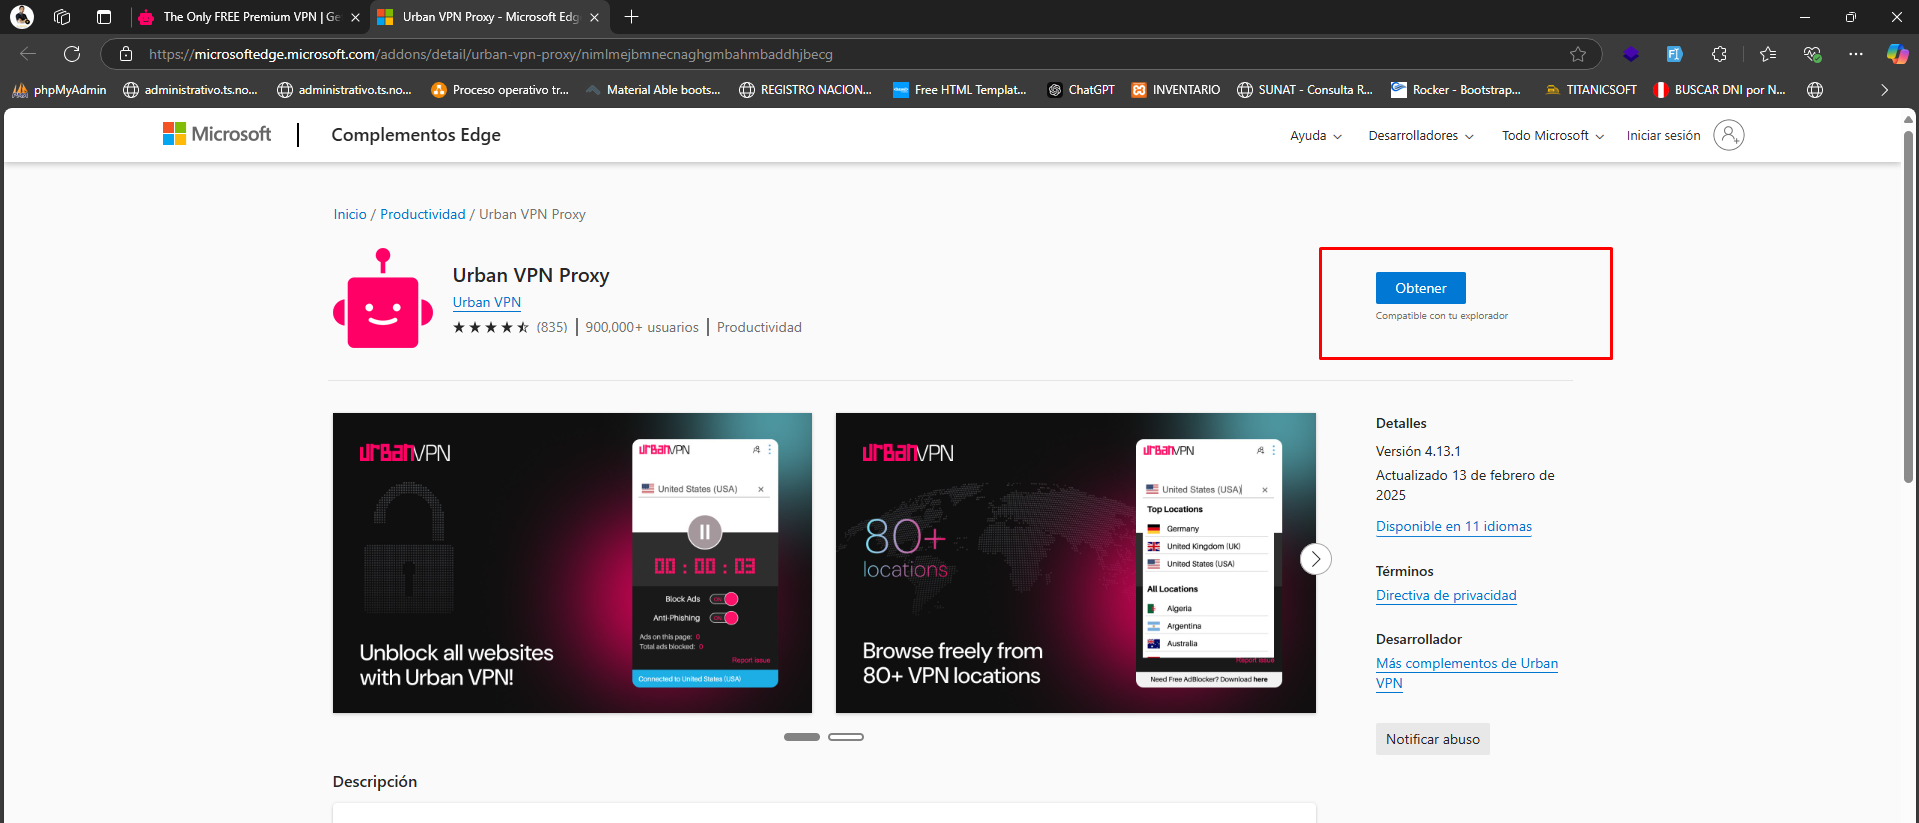 The Only FREE Premium VPN | Ge
Urban VPN Proxy - Microsoft Edg
https://microsoftedge.microsoft.com/addons/detail/urban-vpn-proxy/nimlmejbmnecnaghgmbahmbaddhjbecg
phpMyAdmin
administrativo.ts.no...
administrativo.ts.no...
Proceso operativo tr...
Material Able boots...
REGISTRO NACION...
Free HTML Templat...
ChatGPT
INVENTARIO
SUNAT - Consulta R...
Rocker - Bootstrap...
TITANICSOFT
BUSCAR DNI por N...
Microsoft
Complementos Edge
Ayuda
Desarrolladores
Todo Microsoft
Iniciar sesión
Inicio / Productividad / Urban VPN Proxy
Urban VPN Proxy
Urban VPN
(835)
900,000+ usuarios
Productividad
Obtener
Compatible con tu explorador
urbanVPN
Unblock all websites
with Urban VPN!
urbanVPN
United States (USA)
00 : 00 : 03
Block Ads
ON
Anti-Phishing
ON
Ads on this page: 0
Total ads blocked: 0
Report Issue
Connected to United States (USA)
urbanVPN
80+
locations
Browse freely from
80+ VPN locations
urbanVPN
United States (USA)
Top Locations
Germany
United Kingdom (UK)
United States (USA)
All Locations
Algeria
Argentina
Australia
Report Issue
Need Free AdBlocker? Download here
Detalles
Versión 4.13.1
Actualizado 13 de febrero de
2025
Disponible en 11 idiomas
Términos
Directiva de privacidad
Desarrollador
Más complementos de Urban
VPN
Notificar abuso
Descripción